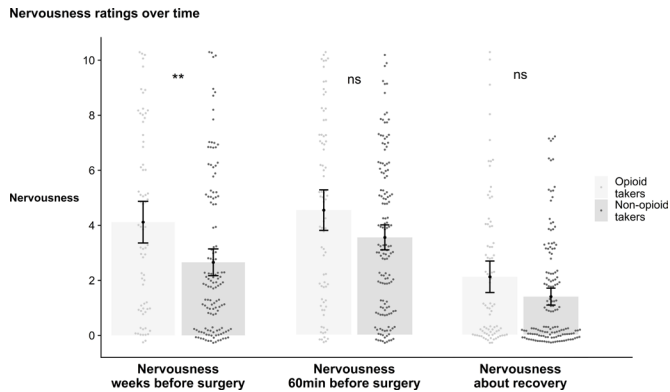 Nervousness ratings over time
10
8
6
4
2
0
Nervousness
**
ns
ns
Opioid
takers
Non-opioid
takers
Nervousness
weeks before surgery
Nervousness
60min before surgery
Nervousness
about recovery